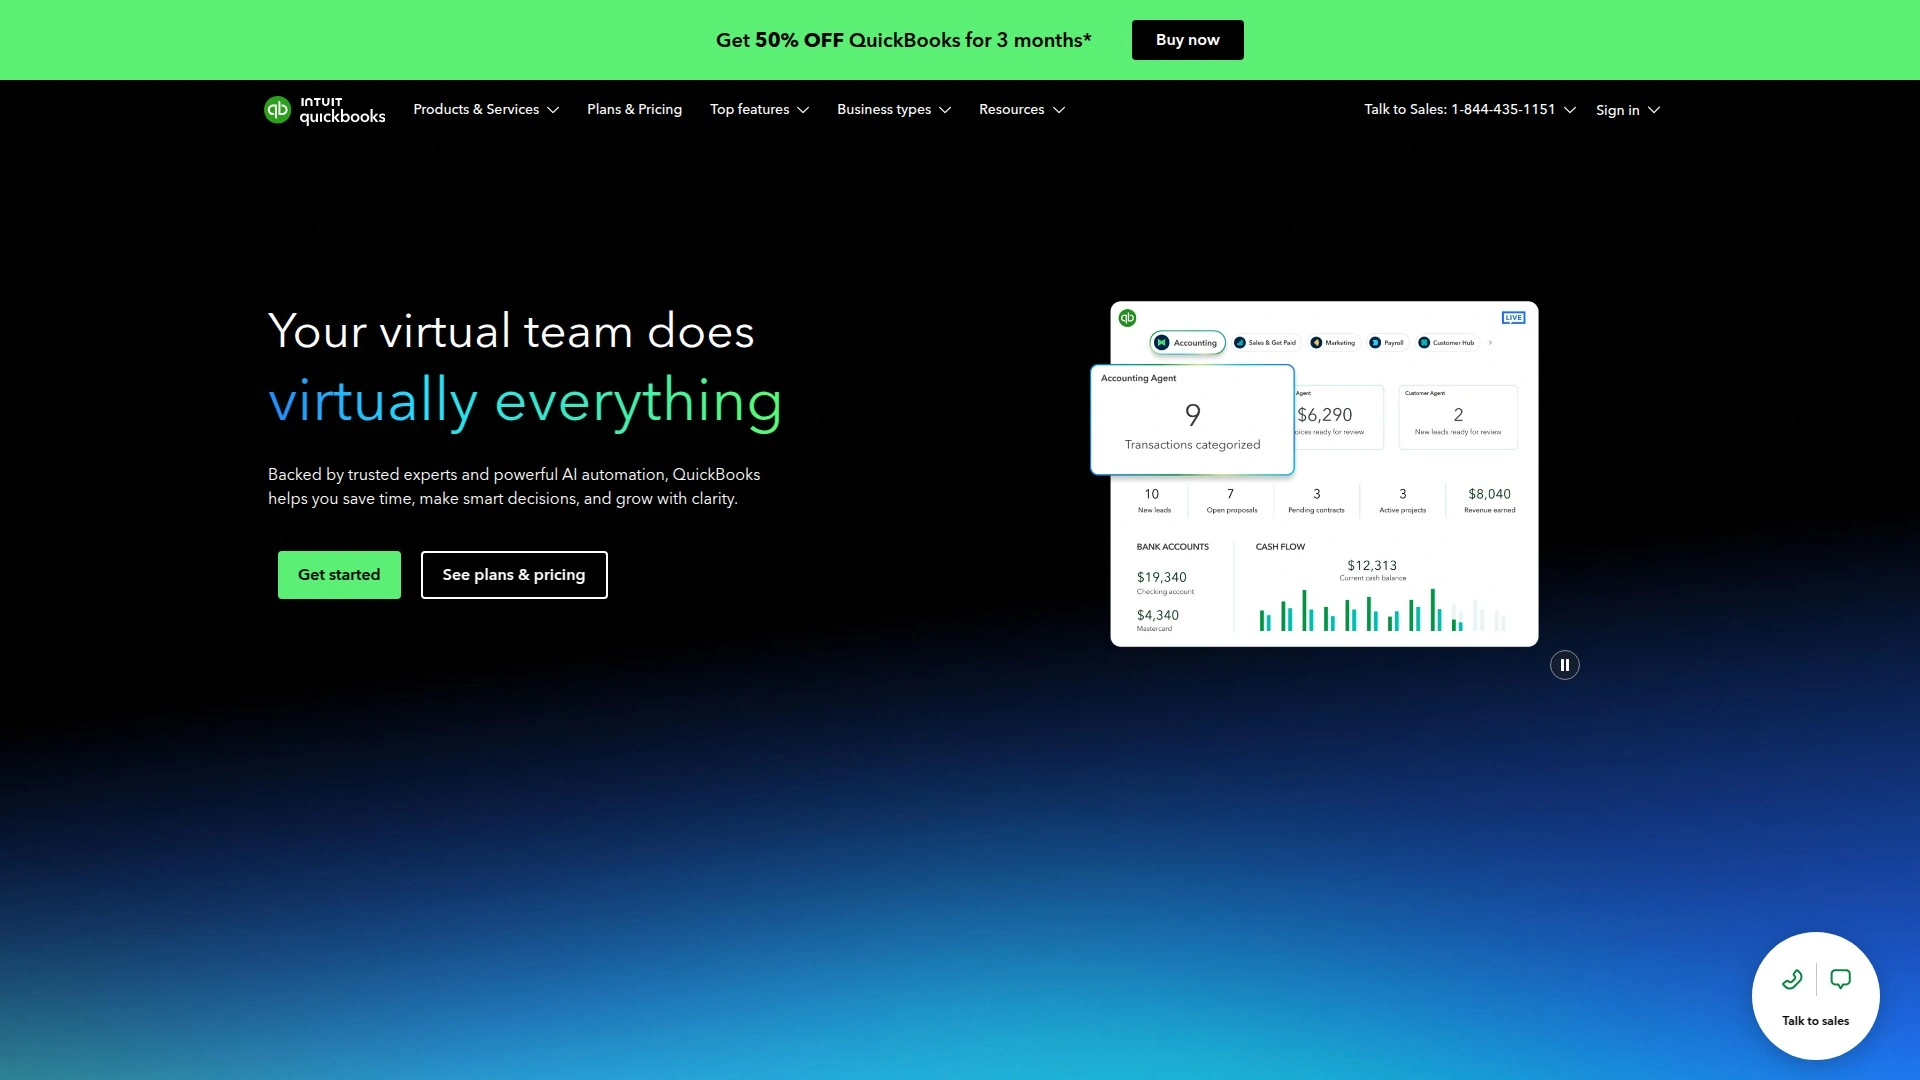 Get 50% OFF QuickBooks for 3 months*
Buy now
INTUIT
quickbooks
Products & Services
Plans & Pricing
Top features
Business types
Resources
Talk to Sales: 1-844-435-1151
Sign in
Your virtual team does
virtually everything
Backed by trusted experts and powerful AI automation, QuickBooks
helps you save time, make smart decisions, and grow with clarity.
Get started
See plans & pricing
qb
LIVE
Accounting
Sales & Get Paid
Marketing
Payroll
Customer Hub
Accounting Agent
9
Transactions categorized
Agent
$6,290
oices ready for review
Customer Agent
2
New leads ready for review
10
New leads
7
Open proposals
3
Pending contracts
3
Active projects
$8,040
Revenue earned
BANK ACCOUNTS
$19,340
Checking account
$4,340
Mastercard
CASH FLOW
$12,313
Current cash balance
Talk to sales